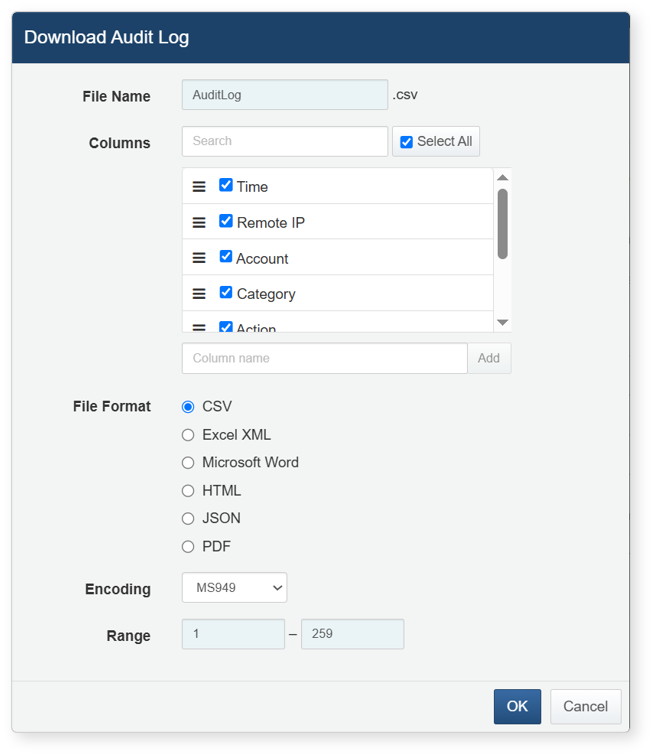 Download Audit Log
File Name AuditLog .csv
Columns Search Select All
Time
Remote IP
Account
Category
Action
Column name Add
File Format CSV
Excel XML
Microsoft Word
HTML
JSON
PDF
Encoding MS949
Range 1 – 259
OK Cancel